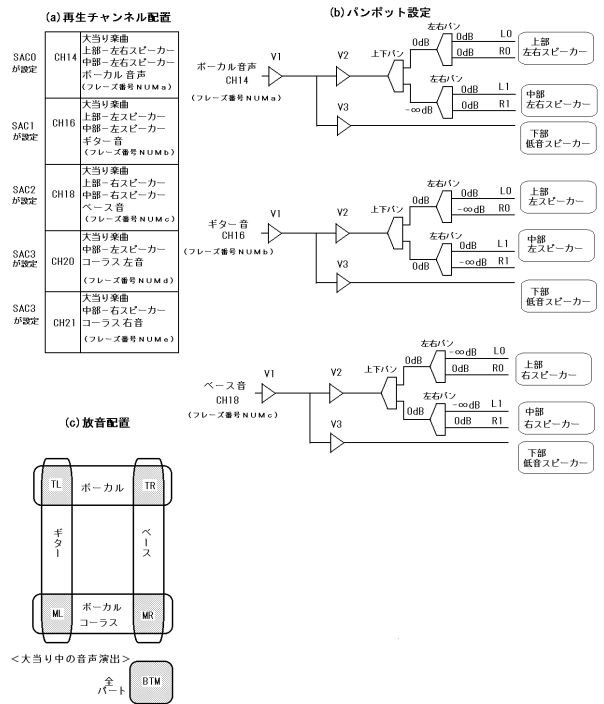 (a)再生チャンネル配置
SAC0
が設定
CH14
大当り楽曲
上部-左右スピーカー
中部-左右スピーカー
ボーカル 音声
(フレーズ番号NUMa)
SAC1
が設定
CH16
大当り楽曲
上部-左スピーカー
中部-左スピーカー
ギター 音
(フレーズ番号NUMb)
SAC2
が設定
CH18
大当り楽曲
上部-右スピーカー
中部-右スピーカー
ベース 音
(フレーズ番号NUMc)
SAC3
が設定
CH20
大当り楽曲
中部-左スピーカー
コーラス 左音
(フレーズ番号NUMd)
SAC3
が設定
CH21
大当り楽曲
中部-右スピーカー
コーラス 右音
(フレーズ番号NUMe)
(b)パンポット設定
ボーカル音声
CH14
(フレーズ番号NUMa)
V1
V2
V3
上下パン
0dB
-∞dB
左右パン
0dB L0
0dB R0
左右パン
0dB L1
0dB R1
上部
左右スピーカー
中部
左右スピーカー
下部
低音スピーカー
ギター音
CH16
(フレーズ番号NUMb)
V1
V2
V3
上下パン
0dB
0dB
左右パン
0dB L0
-∞dB R0
左右パン
0dB L1
-∞dB R1
上部
左スピーカー
中部
左スピーカー
下部
低音スピーカー
ベース音
CH18
(フレーズ番号NUMc)
V1
V2
V3
上下パン
0dB
0dB
左右パン
-∞dB L0
0dB R0
左右パン
-∞dB L1
0dB R1
上部
右スピーカー
中部
右スピーカー
下部
低音スピーカー
(c)放音配置
TL
ボーカル
TR
ギター
ベース
ML
ボーカル
コーラス
MR
<大当り中の音声演出>
全
パート
BTM